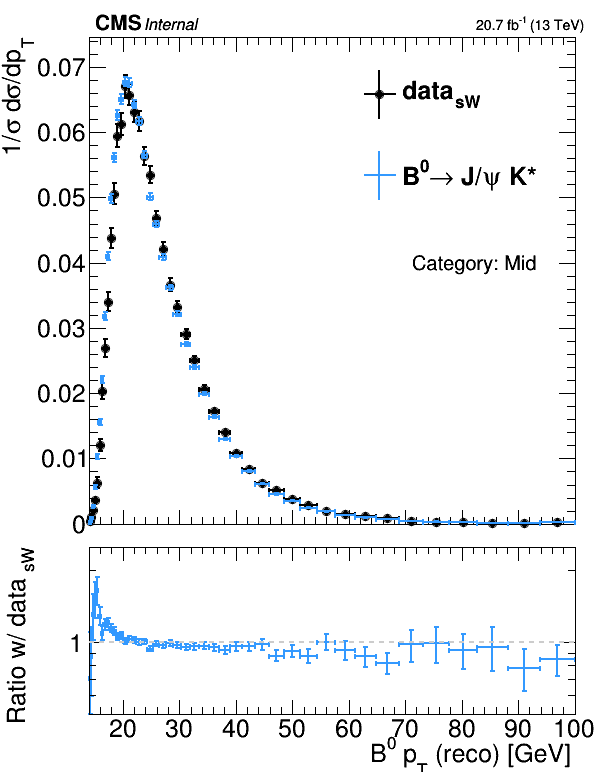 CMS Internal
20.7 fb⁻¹ (13 TeV)
1/σ dσ/dp_T
0.07
0.06
0.05
0.04
0.03
0.02
0.01
0
data_sW
B⁰→ J/ψ K*
Category: Mid
Ratio w/ data_sW
1
20 30 40 50 60 70 80 90 100
B⁰ p_T (reco) [GeV]